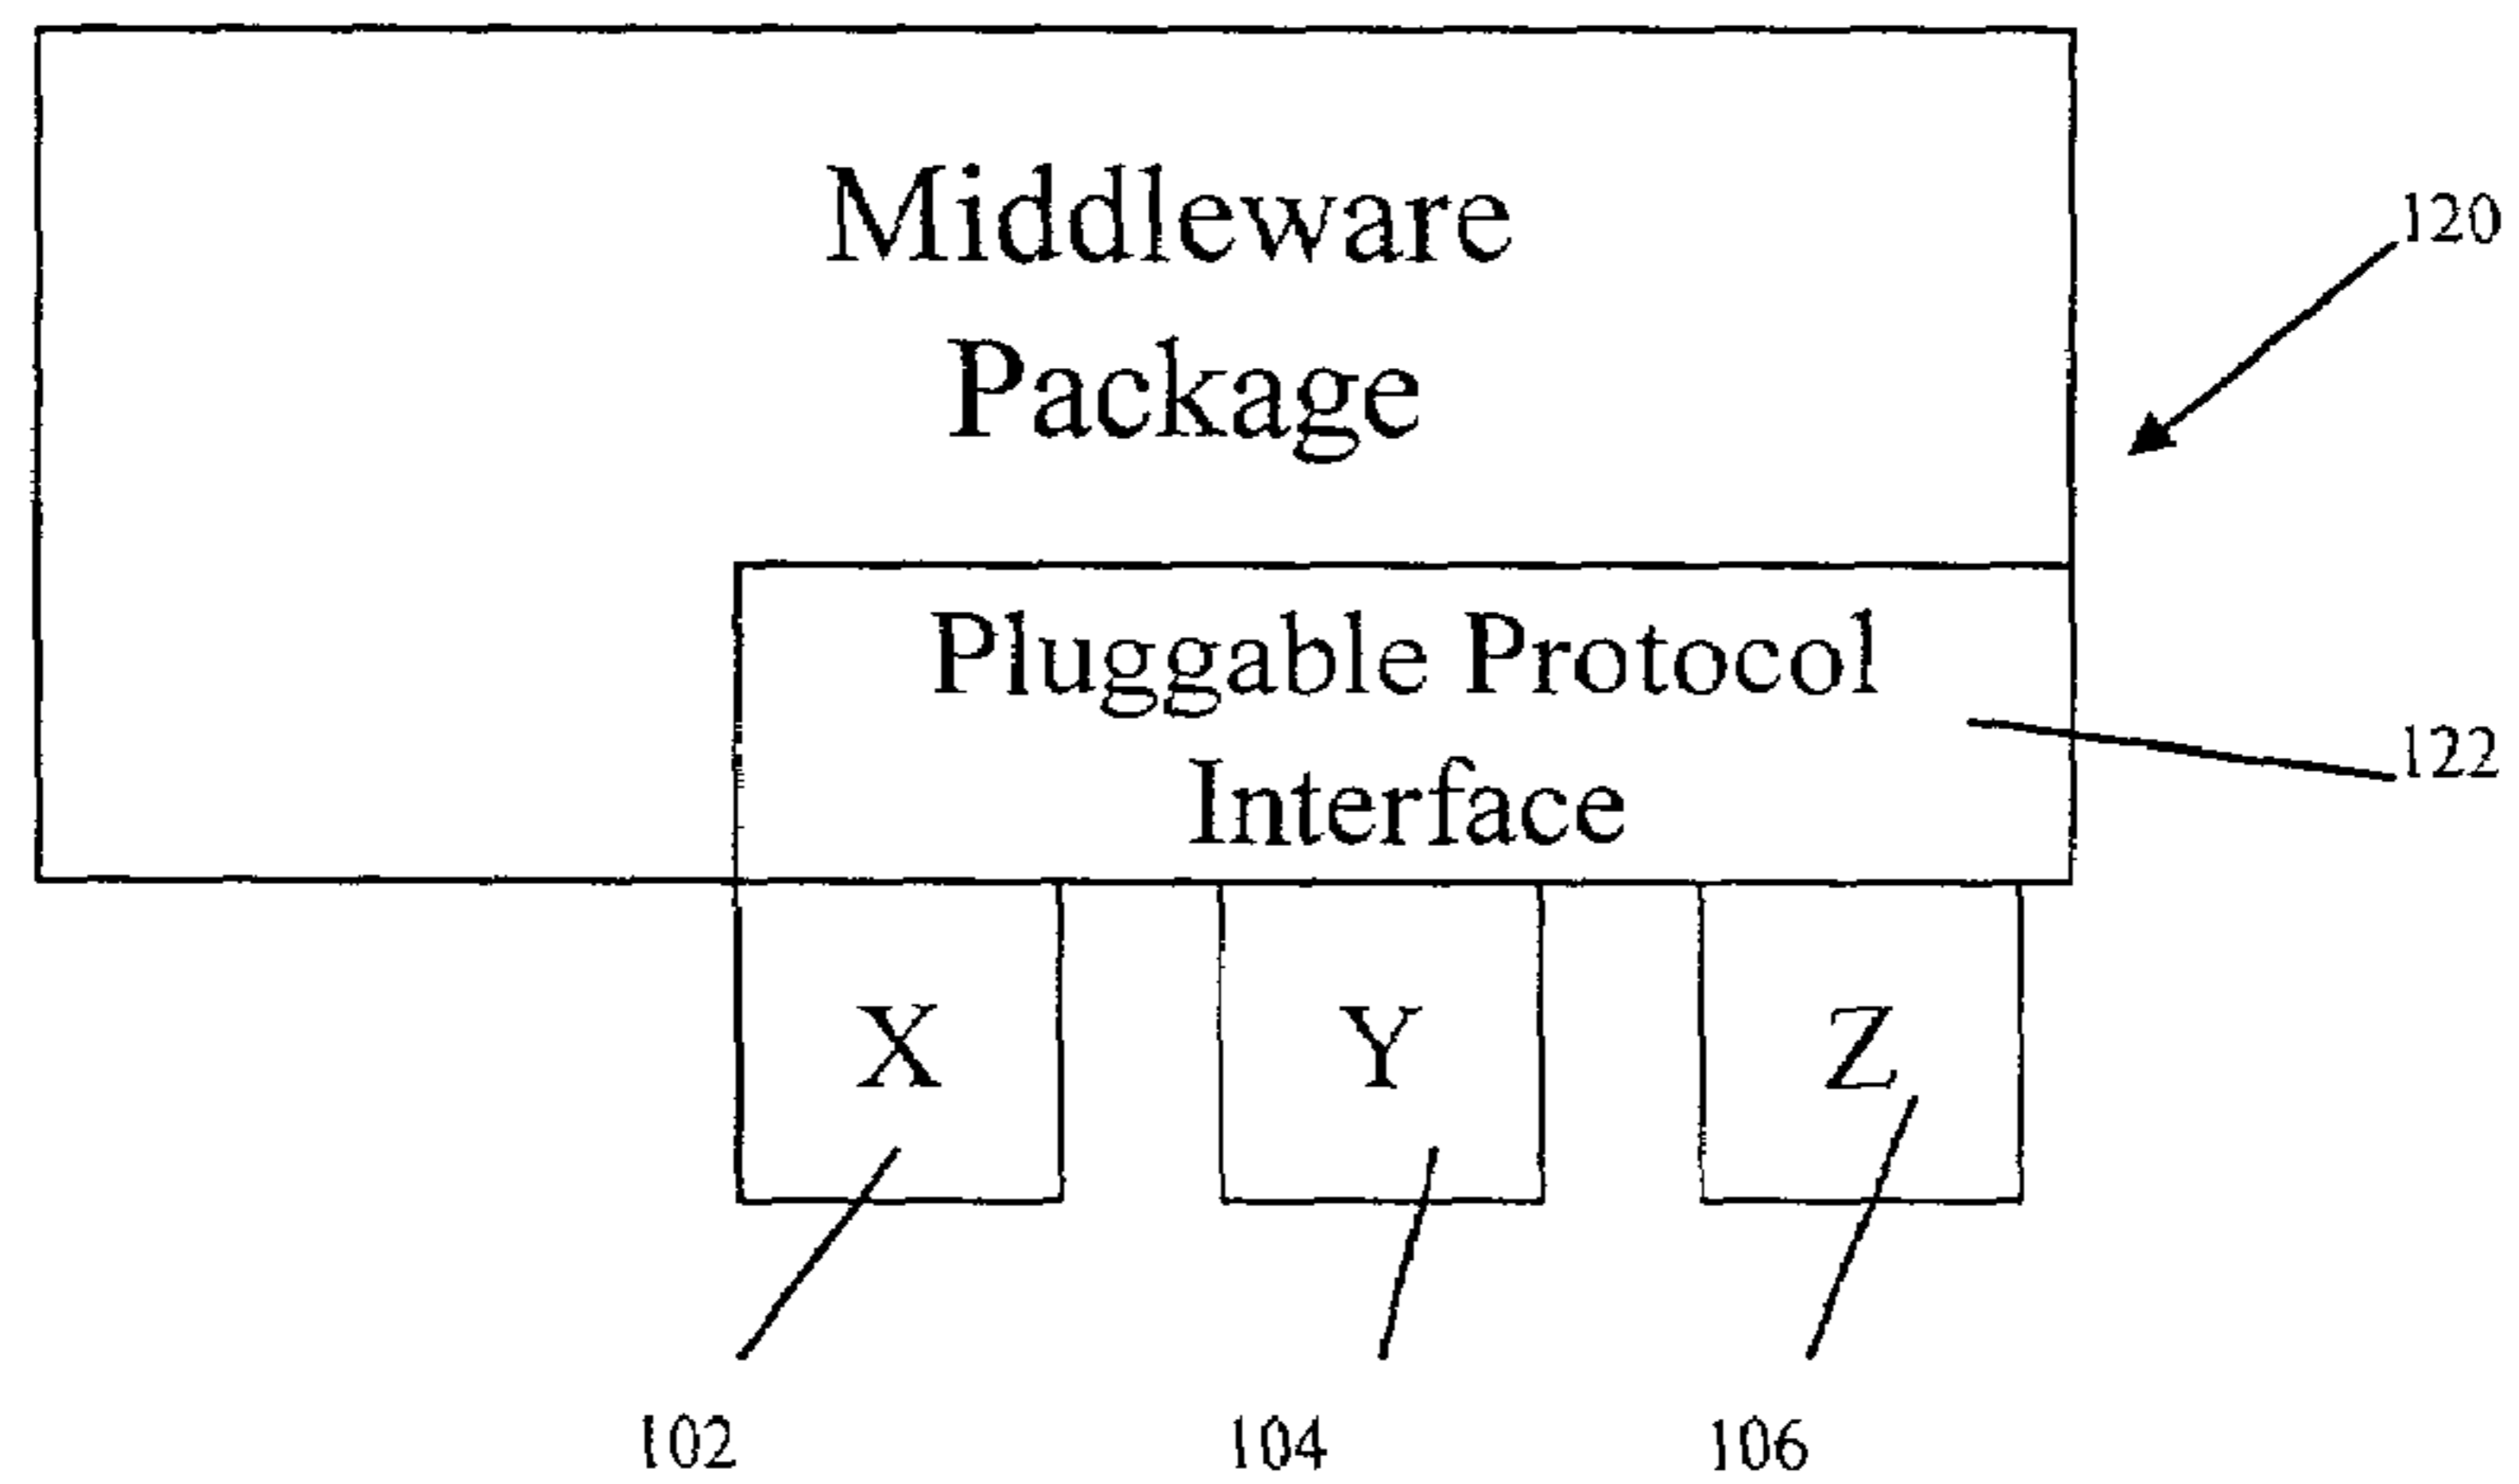 Middleware
Package
120
Pluggable Protocol
Interface
122
X Y Z
102 104 106